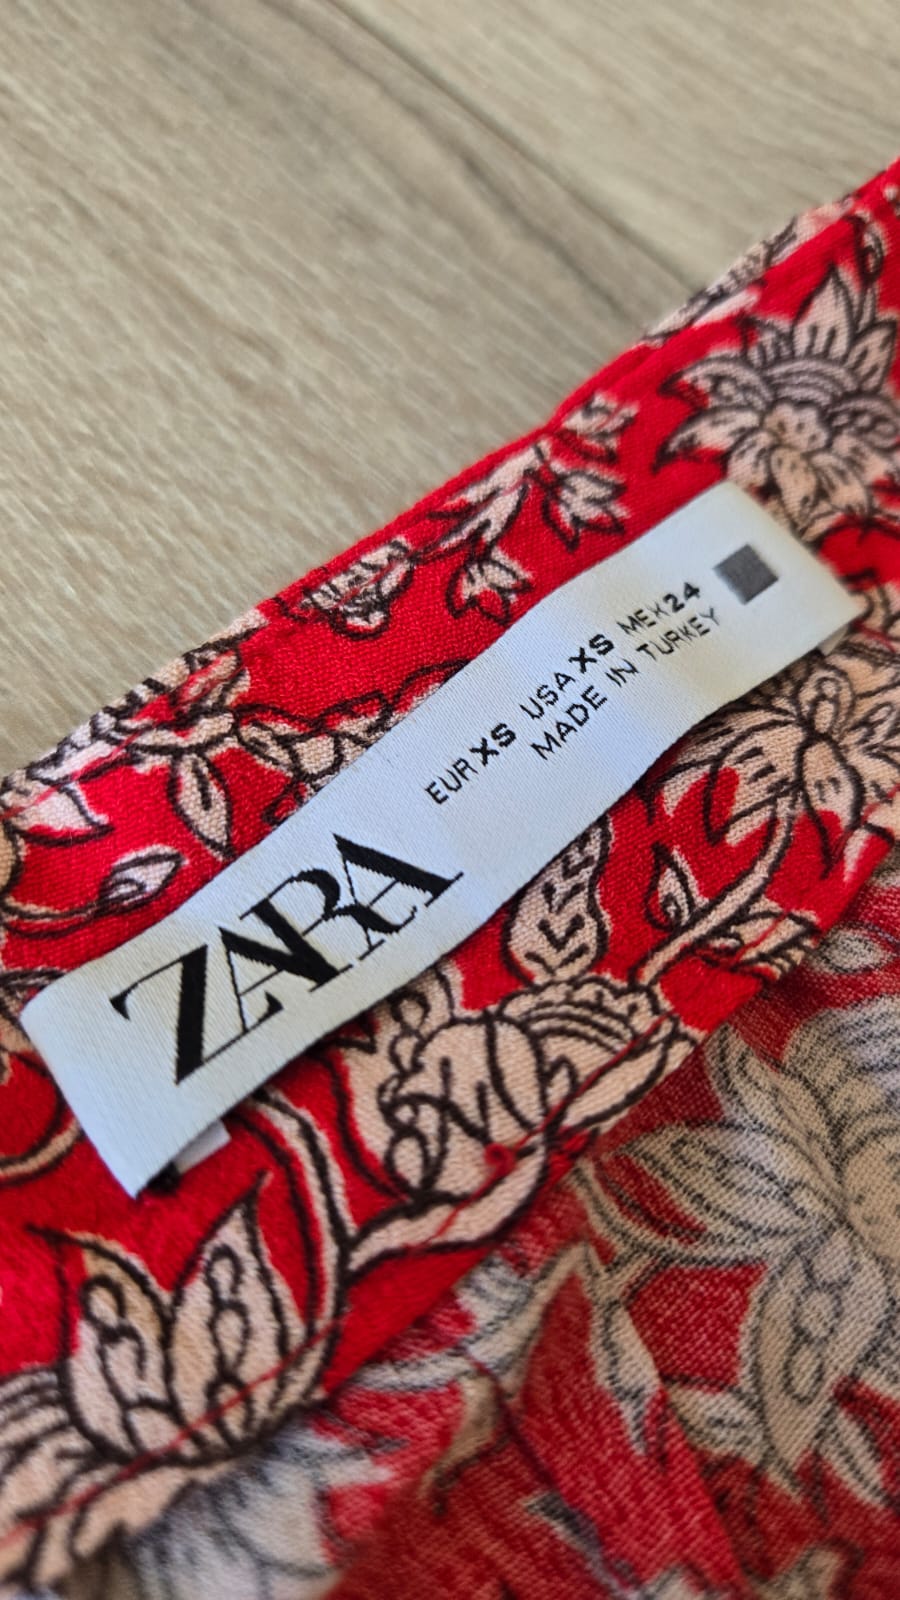 ZARA
EUR XS USA XS MEX 24
MADE IN TURKEY